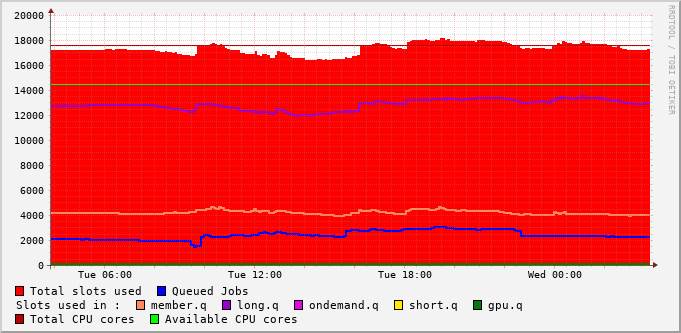 20000
18000
16000
14000
12000
10000
8000
6000
4000
2000
0
Tue 06:00 Tue 12:00 Tue 18:00 Wed 00:00
RRDTOOL / TOBI OETIKER
Total slots used Queued Jobs
Slots used in : member.q long.q ondemand.q short.q gpu.q
Total CPU cores Available CPU cores